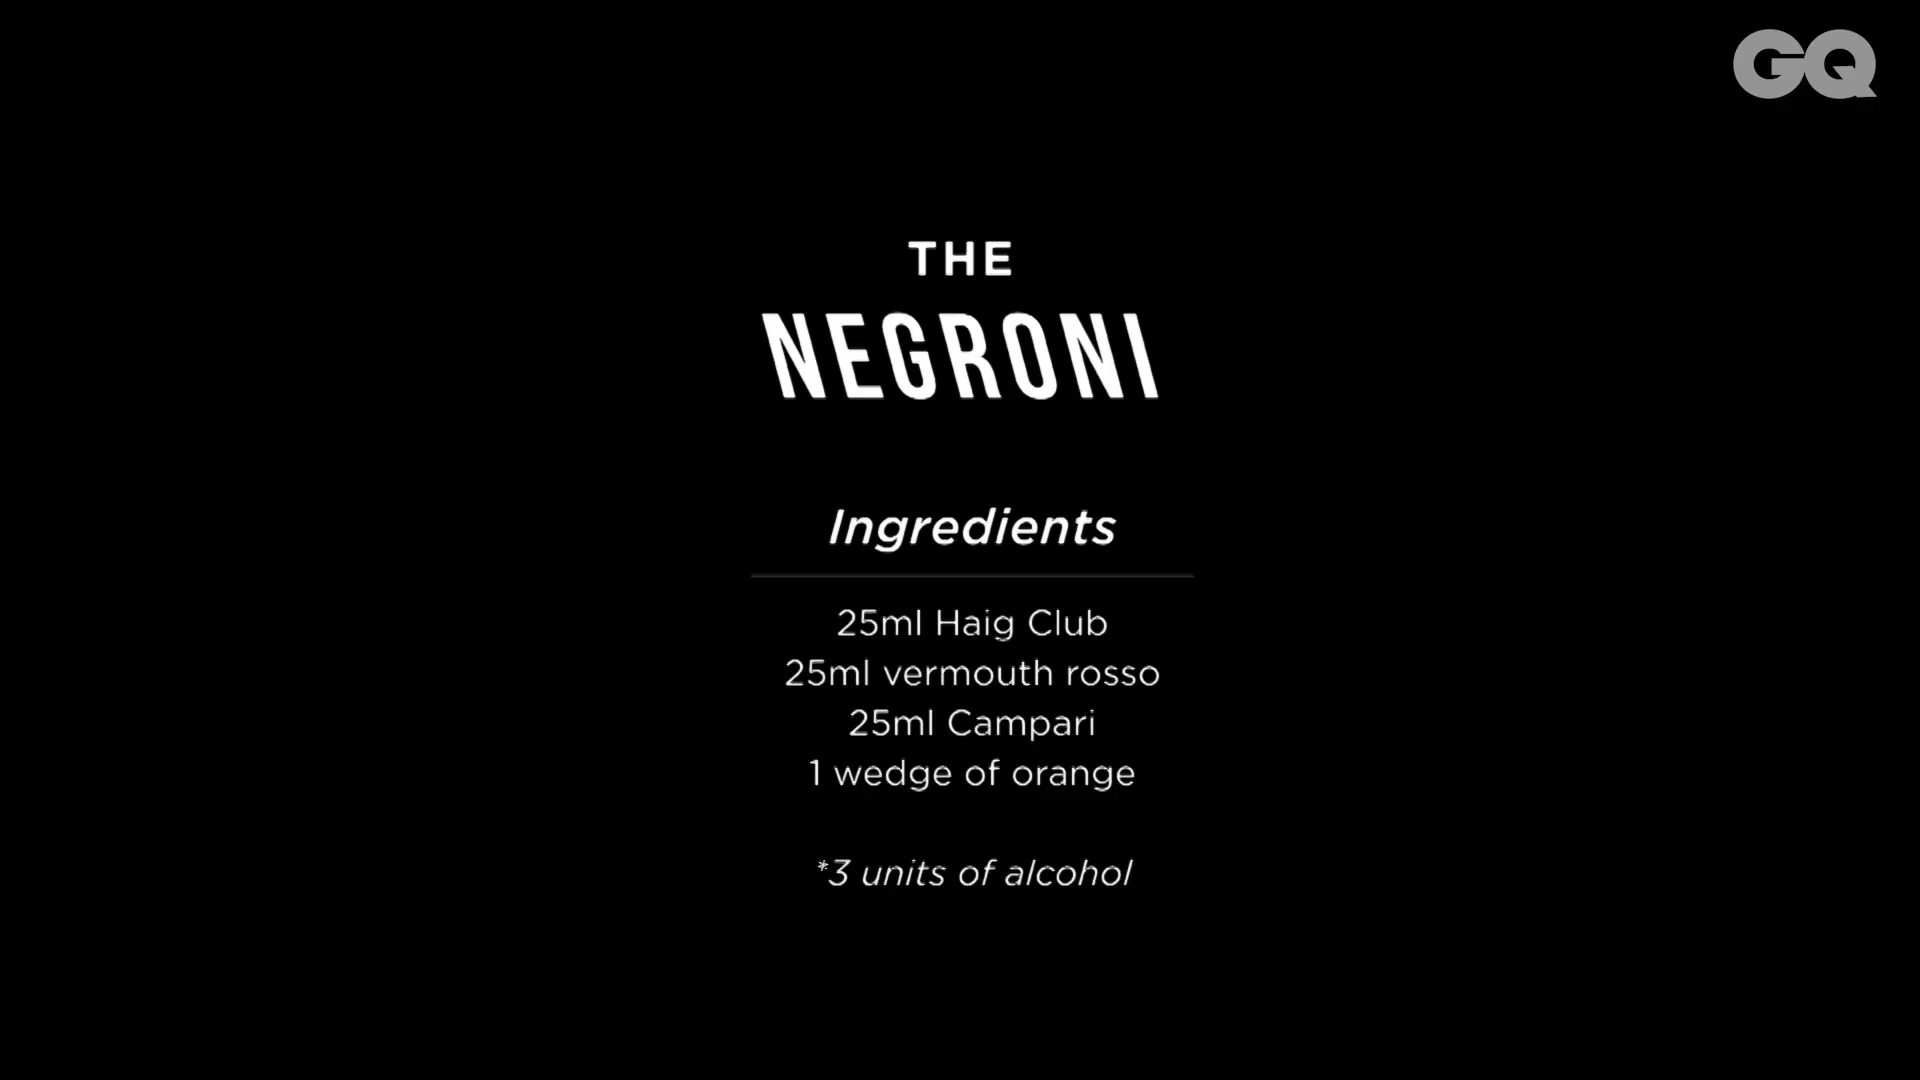 GQ
THE
NEGRONI
Ingredients
25ml Haig Club
25ml vermouth rosso
25ml Campari
1 wedge of orange
*3 units of alcohol